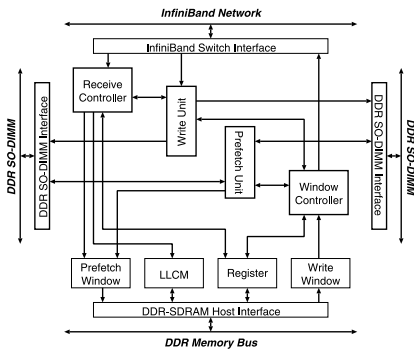 InfiniBand Network
InfiniBand Switch Interface
Receive
Controller
Write Unit
Prefetch Unit
Window
Controller
DDR SO-DIMM
DDR SO-DIMM Interface
DDR SO-DIMM Interface
DDR SO-DIMM
Prefetch
Window
LLCM
Register
Write
Window
DDR-SDRAM Host Interface
DDR Memory Bus